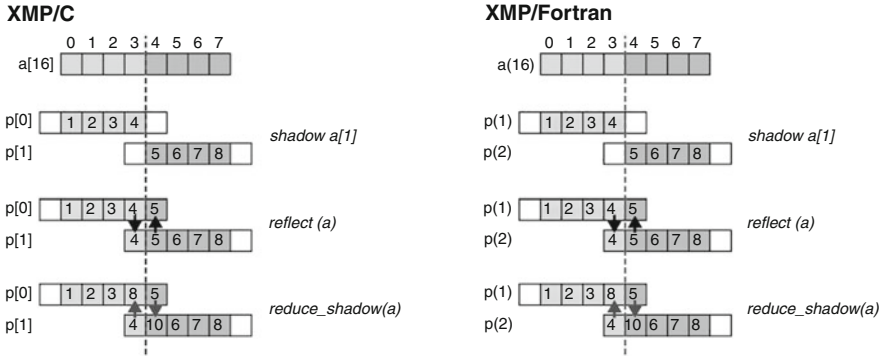 XMP/C
0 1 2 3 4 5 6 7
a[16]
p[0] 1 2 3 4
shadow a[1]
p[1] 5 6 7 8
p[0] 1 2 3 4 5
reflect (a)
p[1] 4 5 6 7 8
p[0] 1 2 3 8 5
reduce_shadow(a)
p[1] 4 10 6 7 8
XMP/Fortran
0 1 2 3 4 5 6 7
a(16)
p(1) 1 2 3 4
shadow a[1]
p(2) 5 6 7 8
p(1) 1 2 3 4 5
reflect (a)
p(2) 4 5 6 7 8
p(1) 1 2 3 8 5
reduce_shadow(a)
p(2) 4 10 6 7 8